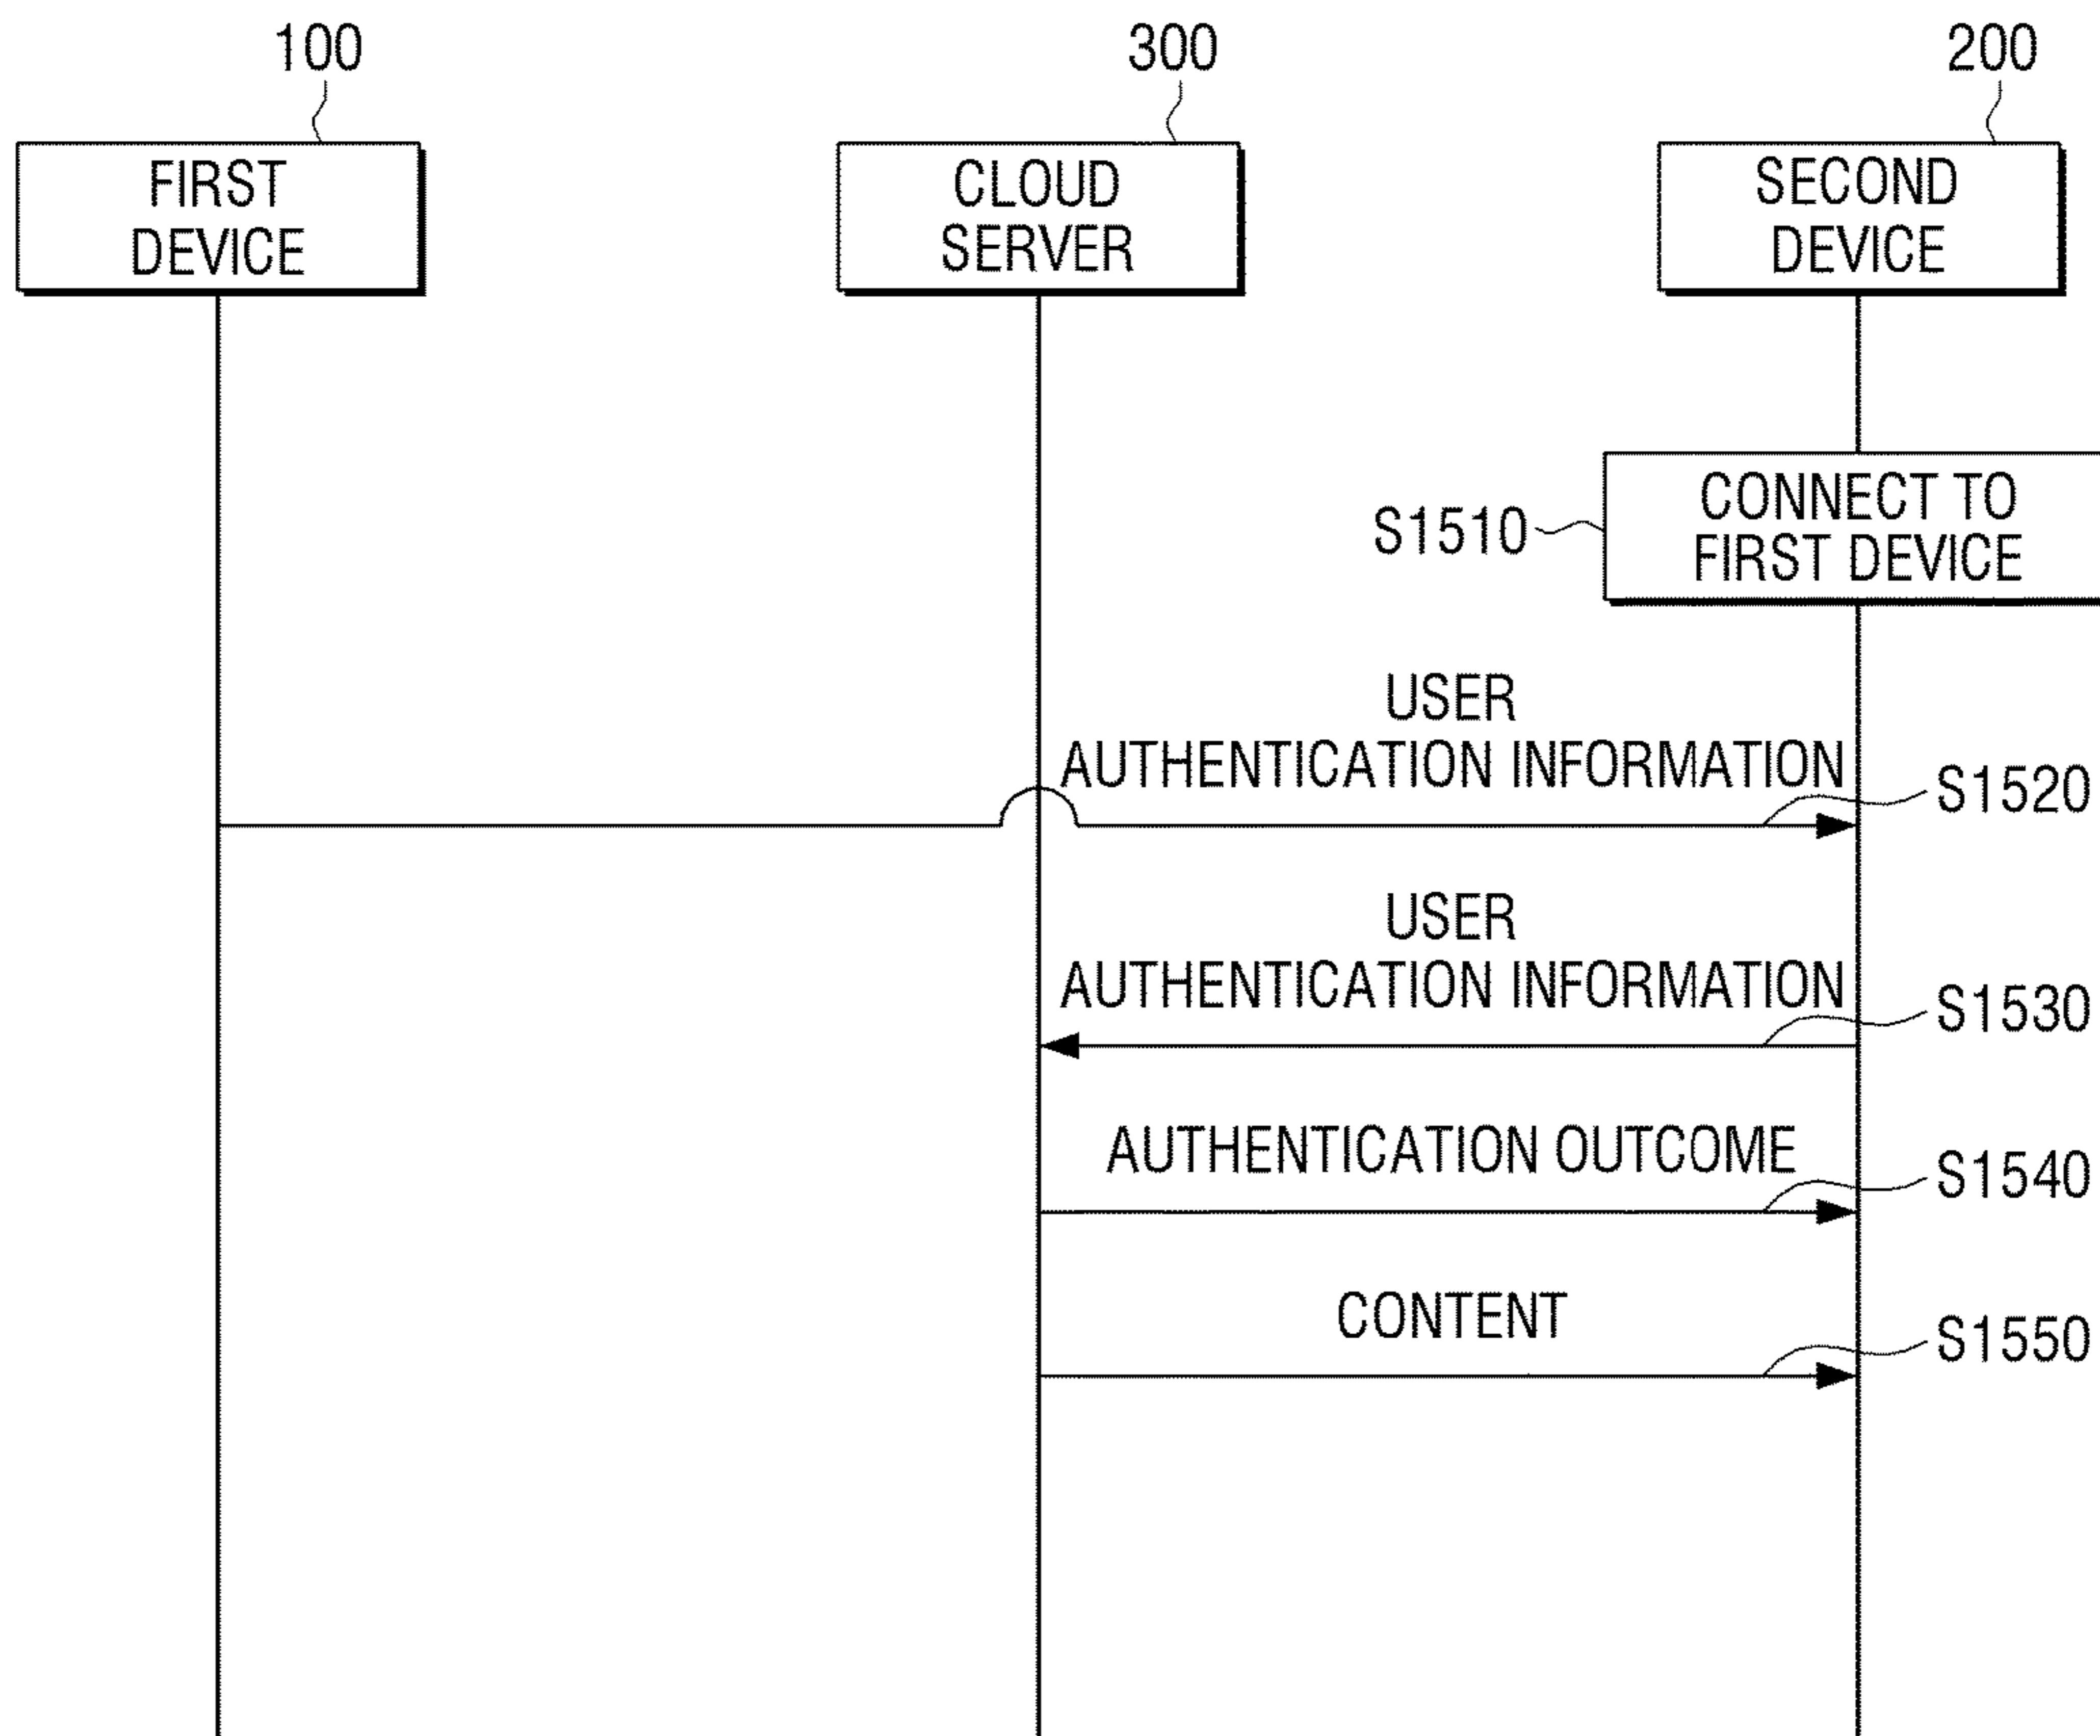 100
300
200
FIRST
DEVICE
CLOUD
SERVER
SECOND
DEVICE
S1510
CONNECT TO
FIRST DEVICE
USER
AUTHENTICATION INFORMATION
S1520
USER
AUTHENTICATION INFORMATION
S1530
AUTHENTICATION OUTCOME
S1540
CONTENT
S1550